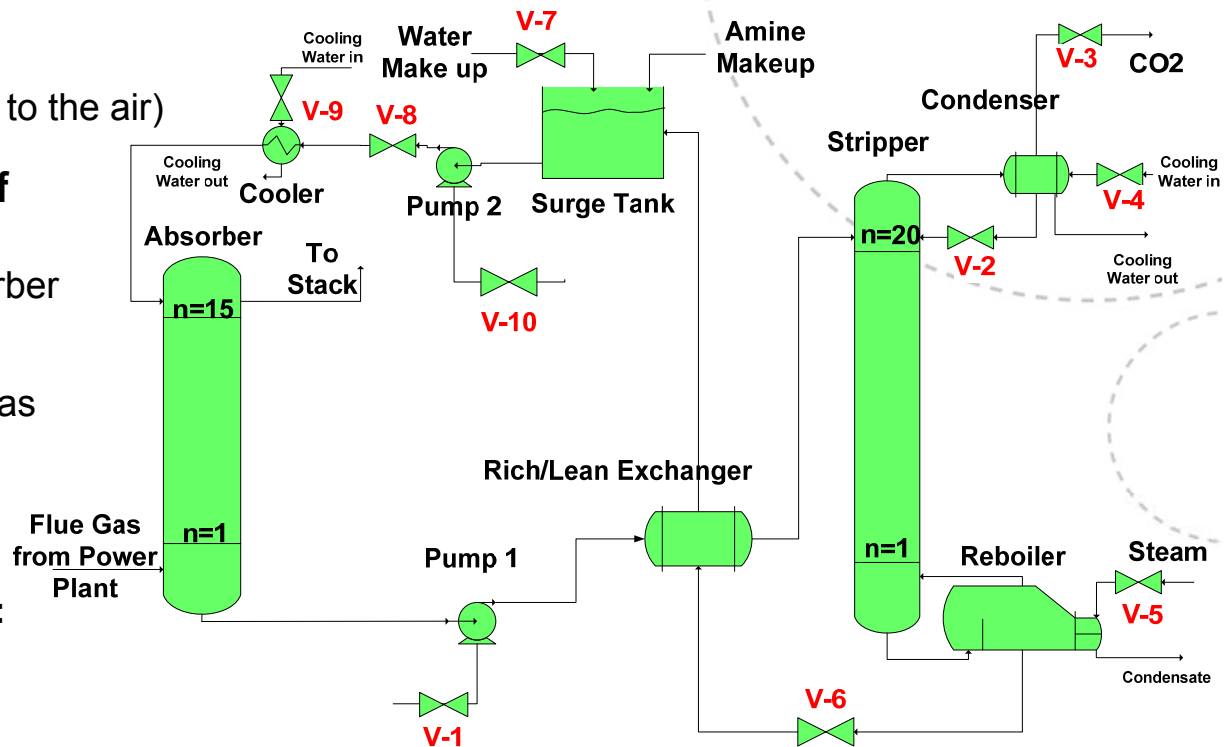 to the air)
f
rber
as
:
Cooling
Water in
V-9
V-8
Water
Make up
V-7
Amine
Makeup
V-3
CO2
Condenser
Stripper
Cooling
Water in
V-4
Cooling
Water out
Cooler
Pump 2
Surge Tank
n=20
V-2
Cooling
Water out
Absorber
To
Stack
n=15
V-10
Rich/Lean Exchanger
Flue Gas
from Power
Plant
n=1
Pump 1
n=1
Reboiler
Steam
V-5
Condensate
V-1
V-6